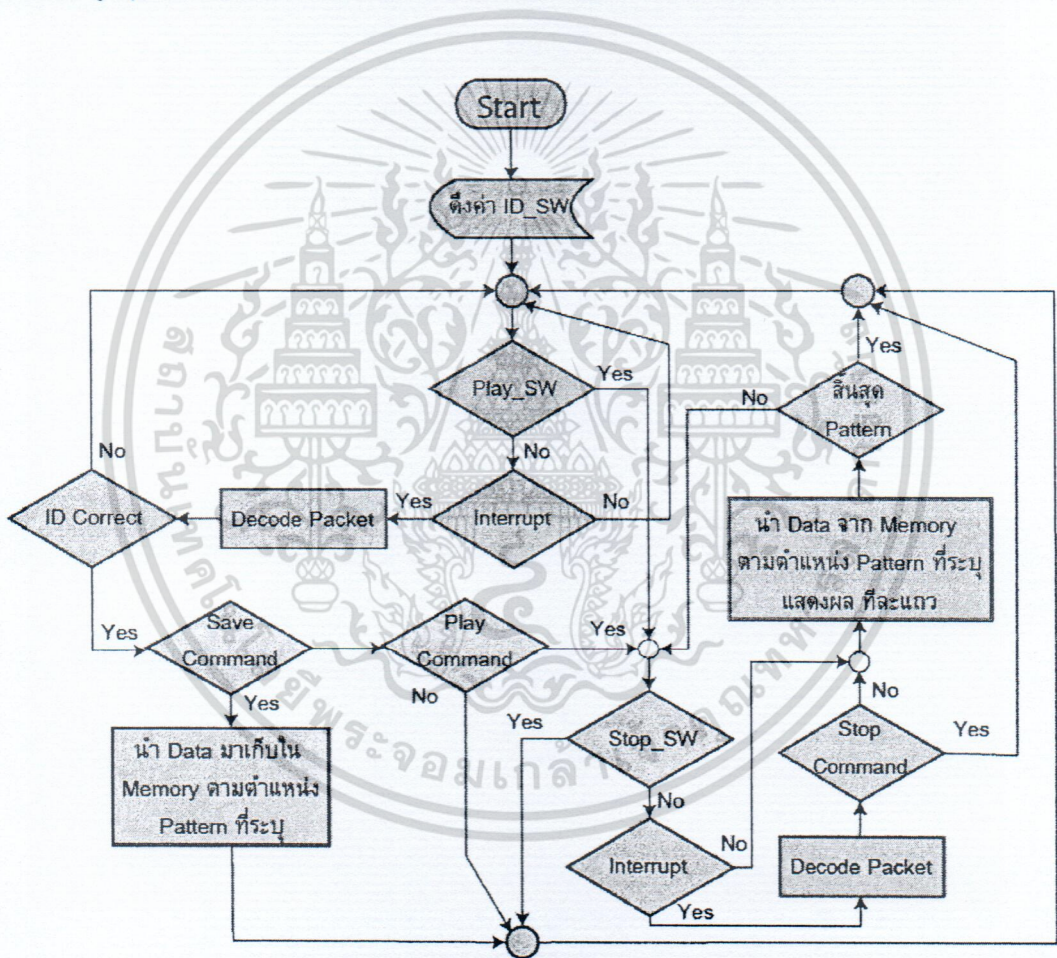 Start
ดึงค่า ID_SW
Play_SW
Yes
No
Interrupt
Yes
No
Decode Packet
ID Correct
No
Yes
Save
Command
Yes
นำ Data มาเก็บใน
Memory ตามตำแหน่ง
Pattern ที่ระบุ
Play
Command
Yes
No
Stop_SW
Yes
No
Interrupt
No
Yes
Decode Packet
Stop
Command
No
Yes
นำ Data จาก Memory
ตามตำแหน่ง Pattern ที่ระบุ
แสดงผล ทีละแถว
สิ้นสุด
Pattern
No
Yes